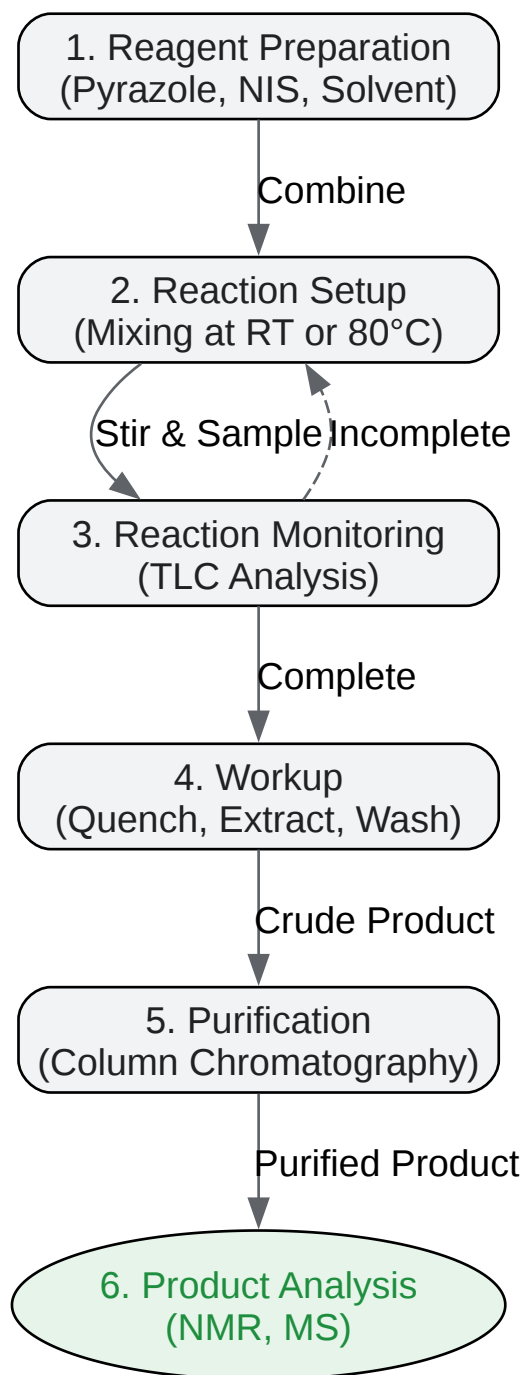 1. Reagent Preparation
(Pyrazole, NIS, Solvent)
Combine
2. Reaction Setup
(Mixing at RT or 80°C)
Stir & Sample
Incomplete
3. Reaction Monitoring
(TLC Analysis)
Complete
4. Workup
(Quench, Extract, Wash)
Crude Product
5. Purification
(Column Chromatography)
Purified Product
6. Product Analysis
(NMR, MS)